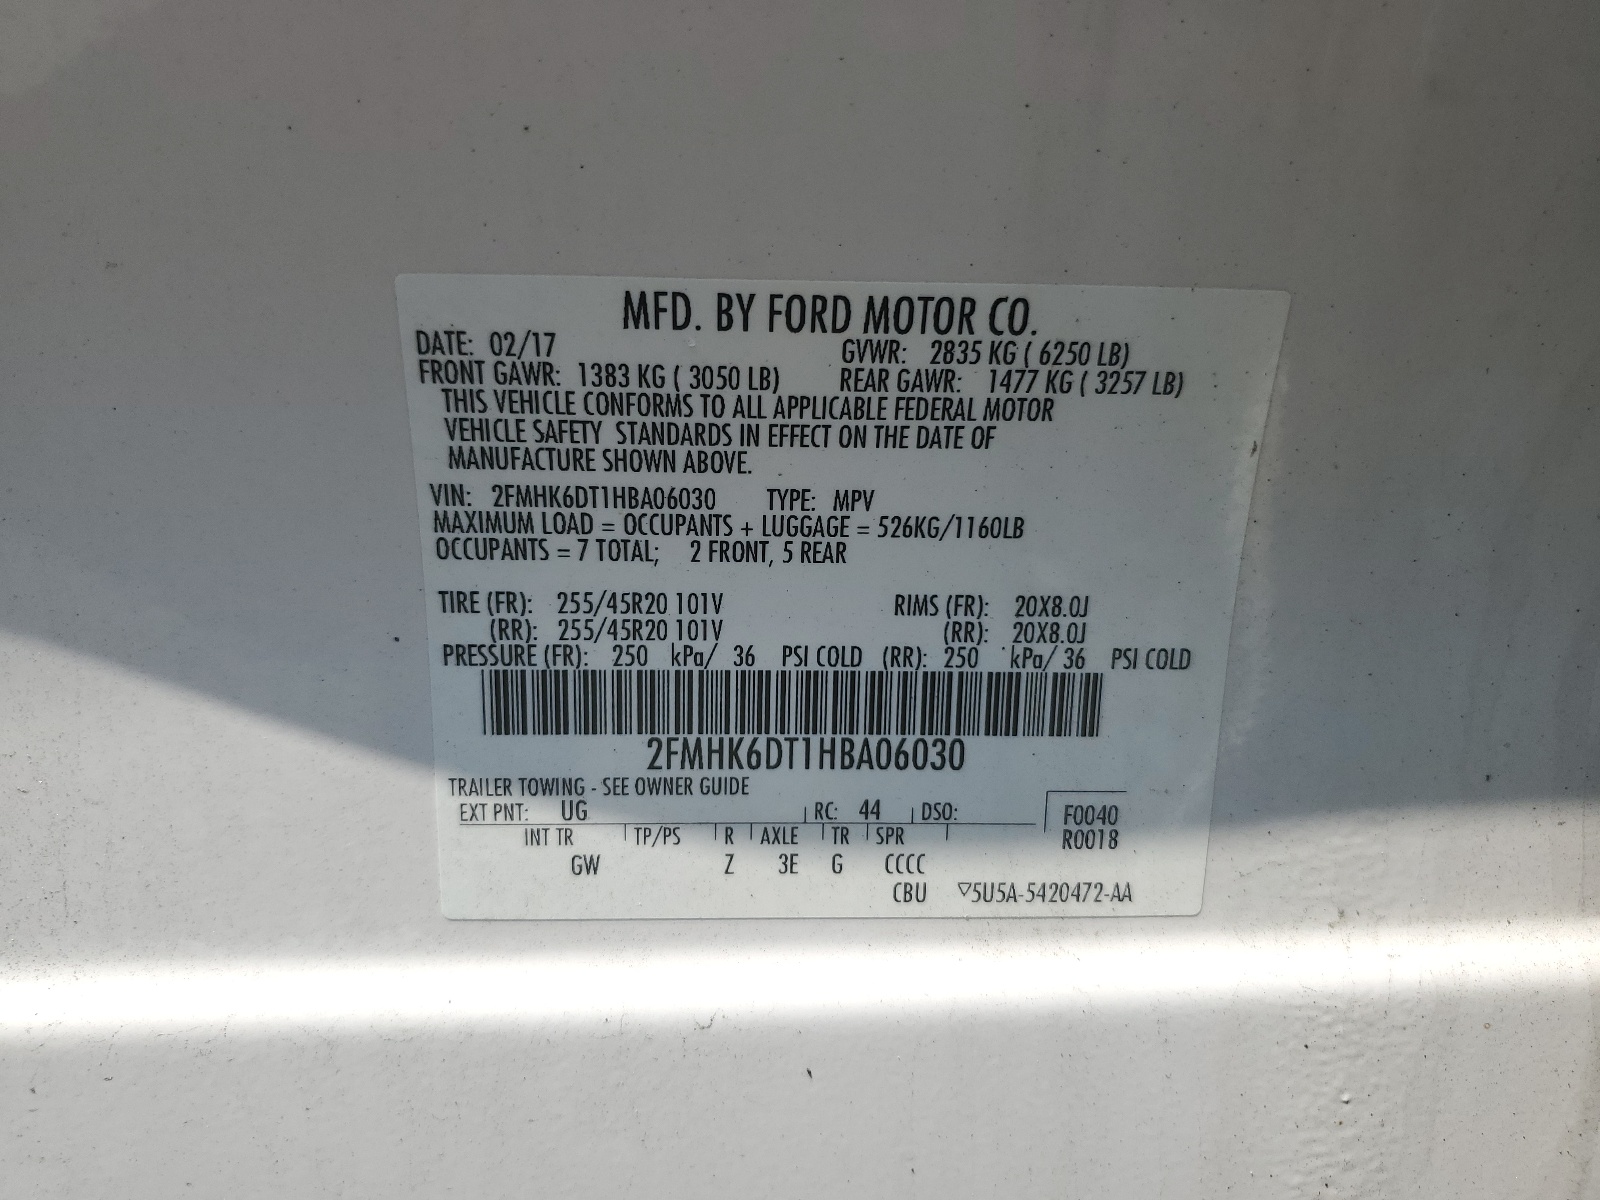 MFD. BY FORD MOTOR CO.
DATE: 02/17 GVWR: 2835 KG ( 6250 LB)
FRONT GAWR: 1383 KG ( 3050 LB) REAR GAWR: 1477 KG ( 3257 LB)
THIS VEHICLE CONFORMS TO ALL APPLICABLE FEDERAL MOTOR
VEHICLE SAFETY STANDARDS IN EFFECT ON THE DATE OF
MANUFACTURE SHOWN ABOVE.
VIN: 2FMHK6DT1HBA06030 TYPE: MPV
MAXIMUM LOAD = OCCUPANTS + LUGGAGE = 526KG/1160LB
OCCUPANTS = 7 TOTAL; 2 FRONT, 5 REAR
TIRE (FR): 255/45R20 101V RIMS (FR): 20X8.0J
(RR): 255/45R20 101V (RR): 20X8.0J
PRESSURE (FR): 250 kPa/ 36 PSI COLD (RR): 250 kPa/ 36 PSI COLD
2FMHK6DT1HBA06030
TRAILER TOWING - SEE OWNER GUIDE
EXT PNT: UG RC: 44 DSO: F0040
INT TR TP/PS R AXLE TR SPR R0018
GW Z 3E G CCCC
CBU ▽5U5A-5420472-AA